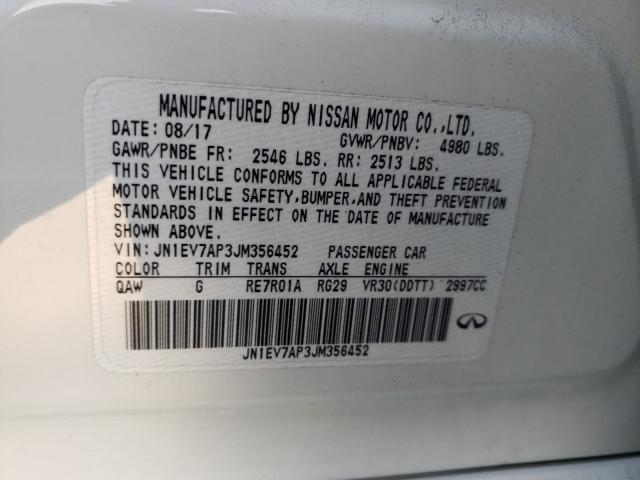 MANUFACTURED BY NISSAN MOTOR CO.,LTD.
DATE: 08/17 GVWR/PNBV: 4980 LBS.
GAWR/PNBE FR: 2546 LBS. RR: 2513 LBS.
THIS VEHICLE CONFORMS TO ALL APPLICABLE FEDERAL
MOTOR VEHICLE SAFETY,BUMPER,AND THEFT PREVENTION
STANDARDS IN EFFECT ON THE DATE OF MANUFACTURE
SHOWN ABOVE.
VIN: JN1EV7AP3JM356452 PASSENGER CAR
COLOR TRIM TRANS AXLE ENGINE
QAW G RE7R01A RG29 VR30(DDTT) 2997CC
JN1EV7AP3JM356452